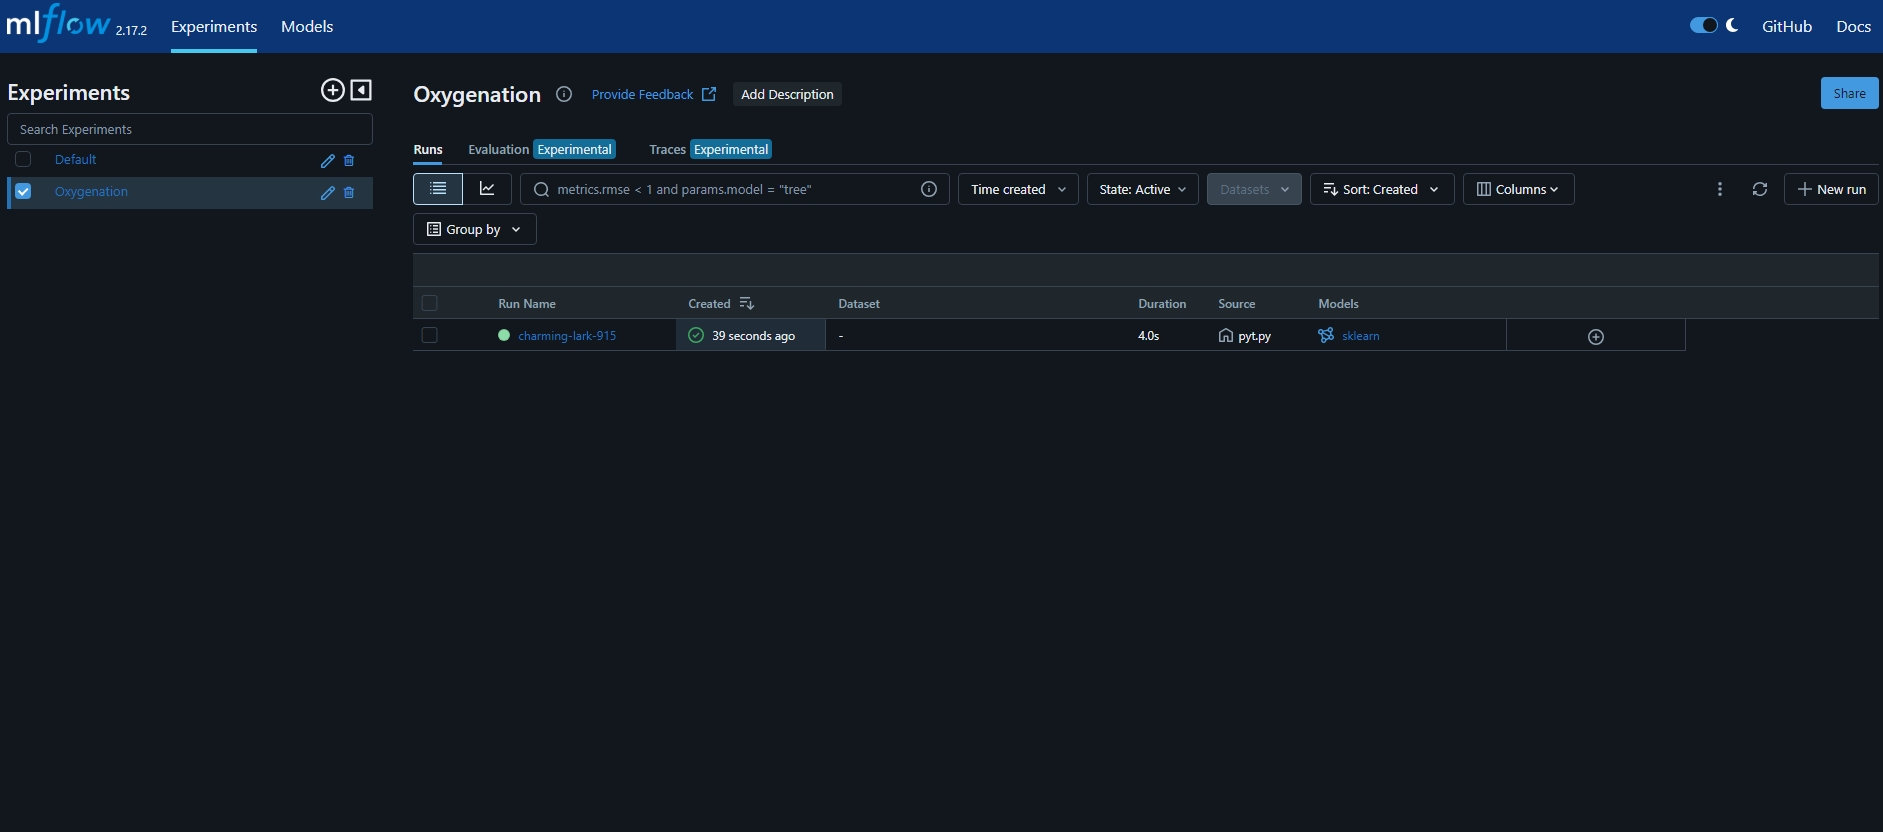 mlflow 2.17.2 Experiments Models GitHub Docs
Experiments
Search Experiments
Default
Oxygenation
Oxygenation Provide Feedback Add Description Share
Runs Evaluation Experimental Traces Experimental
metrics.rmse < 1 and params.model = "tree" Time created State: Active Datasets Sort: Created Columns New run
Group by
Run Name Created Dataset Duration Source Models
charming-lark-915 39 seconds ago - 4.0s pyt.py sklearn